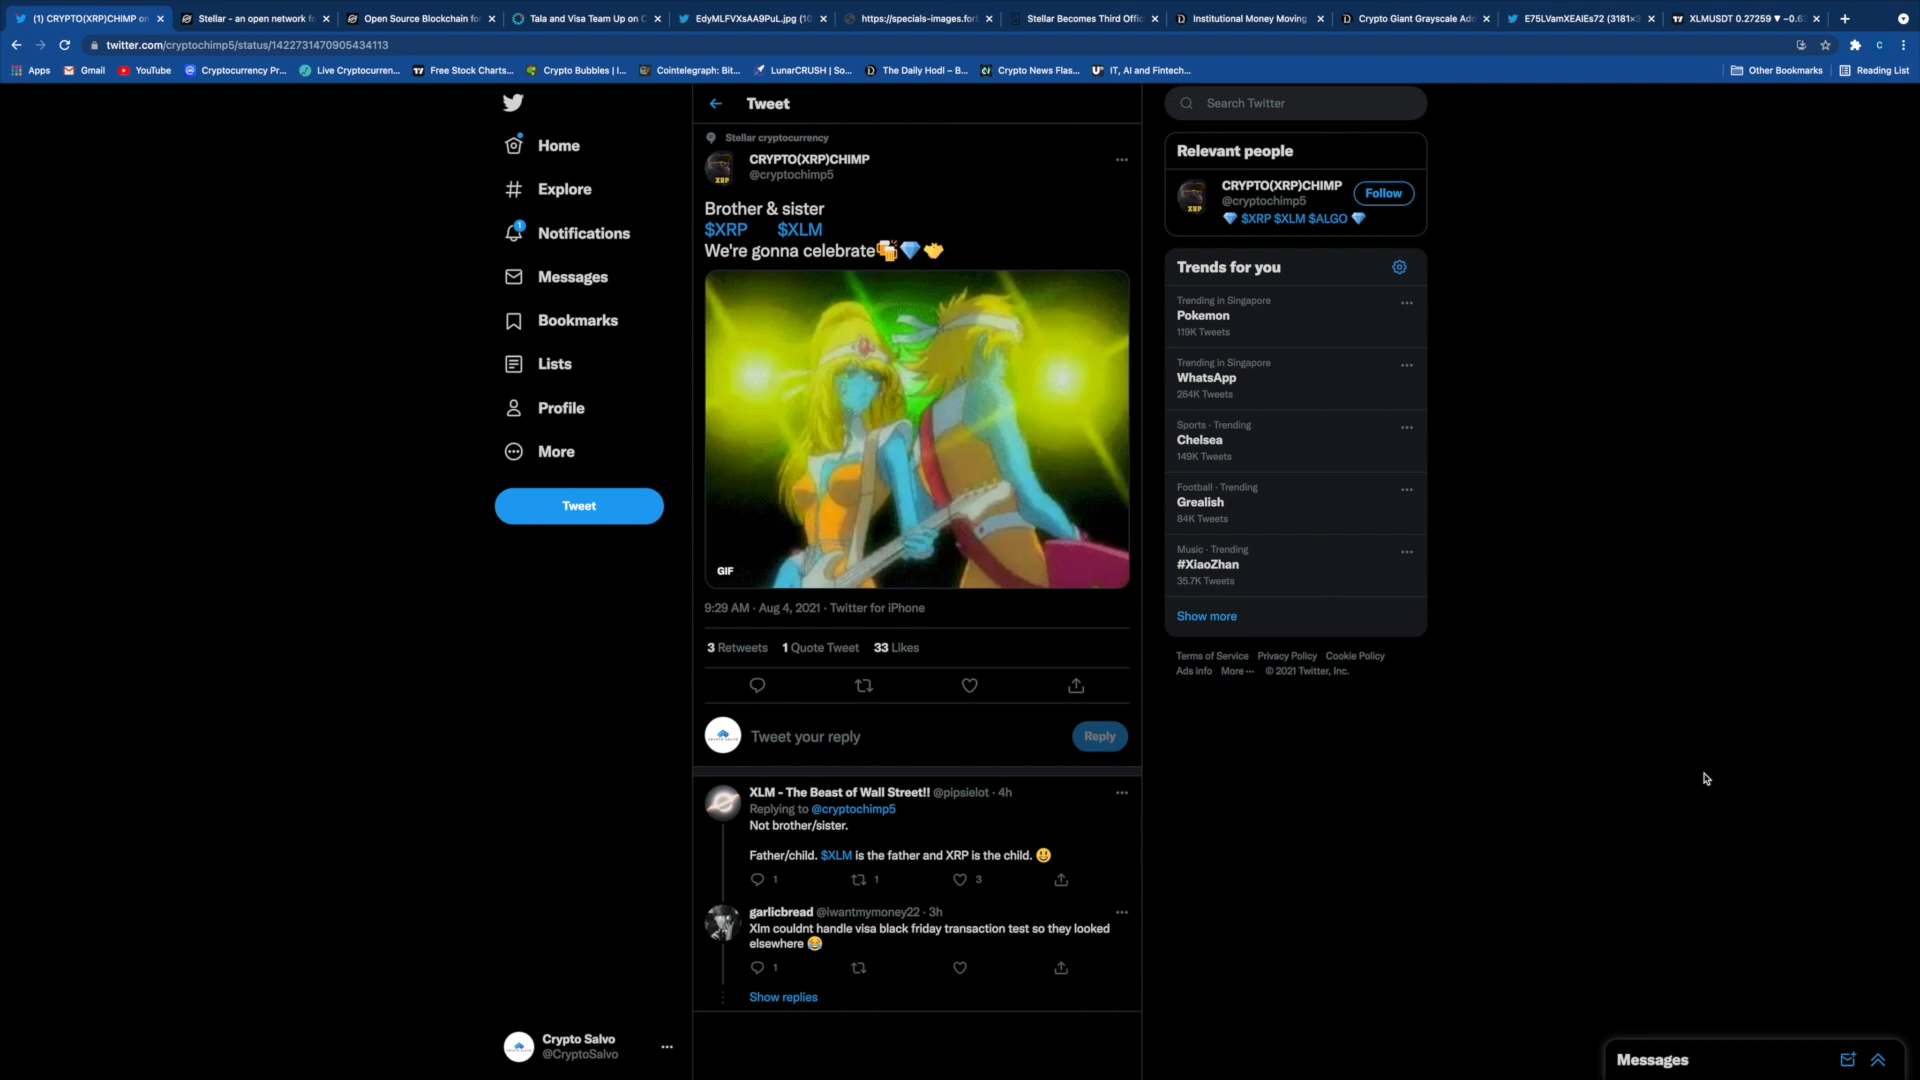 (1) CRYPTO(XRP)CHIMP on
Stellar - an open network fo
Open Source Blockchain for
Tala and Visa Team Up on C
EdyMLFVXsAA9PuL.jpg (10
https://specials-images.forb
Stellar Becomes Third Offic
Institutional Money Moving
Crypto Giant Grayscale Add
E75LVamXEAIEs72 (3181×3
XLMUSDT 0.27259 ▼ −0.6
twitter.com/cryptochimp5/status/1422731470905434113
C
Apps
Gmail
YouTube
Cryptocurrency Pr...
Live Cryptocurren...
Free Stock Charts...
Crypto Bubbles | I...
Cointelegraph: Bit...
LunarCRUSH | So...
The Daily Hodl – B...
Crypto News Flas...
IT, AI and Fintech...
Other Bookmarks
Reading List
Home
Explore
1
Notifications
Messages
Bookmarks
Lists
Profile
More
Tweet
Crypto Salvo
@CryptoSalvo
Tweet
Stellar cryptocurrency
CRYPTO(XRP)CHIMP
@cryptochimp5
XRP
Brother & sister
$XRP $XLM
We're gonna celebrate🍻💎🤝
GIF
9:29 AM · Aug 4, 2021 · Twitter for iPhone
3 Retweets 1 Quote Tweet 33 Likes
Tweet your reply
Reply
XLM - The Beast of Wall Street!! @pipsielot · 4h
Replying to @cryptochimp5
Not brother/sister.
Father/child. $XLM is the father and XRP is the child. 😃
1 1 3
garlicbread @iwantmymoney22 · 3h
Xlm couldnt handle visa black friday transaction test so they looked
elsewhere 😂
1
Show replies
Search Twitter
Relevant people
CRYPTO(XRP)CHIMP
@cryptochimp5
XRP
Follow
💎 $XRP $XLM $ALGO 💎
Trends for you
Trending in Singapore
Pokemon
119K Tweets
Trending in Singapore
WhatsApp
264K Tweets
Sports · Trending
Chelsea
149K Tweets
Football · Trending
Grealish
84K Tweets
Music · Trending
#XiaoZhan
35.7K Tweets
Show more
Terms of Service Privacy Policy Cookie Policy
Ads info More ··· © 2021 Twitter, Inc.
Messages